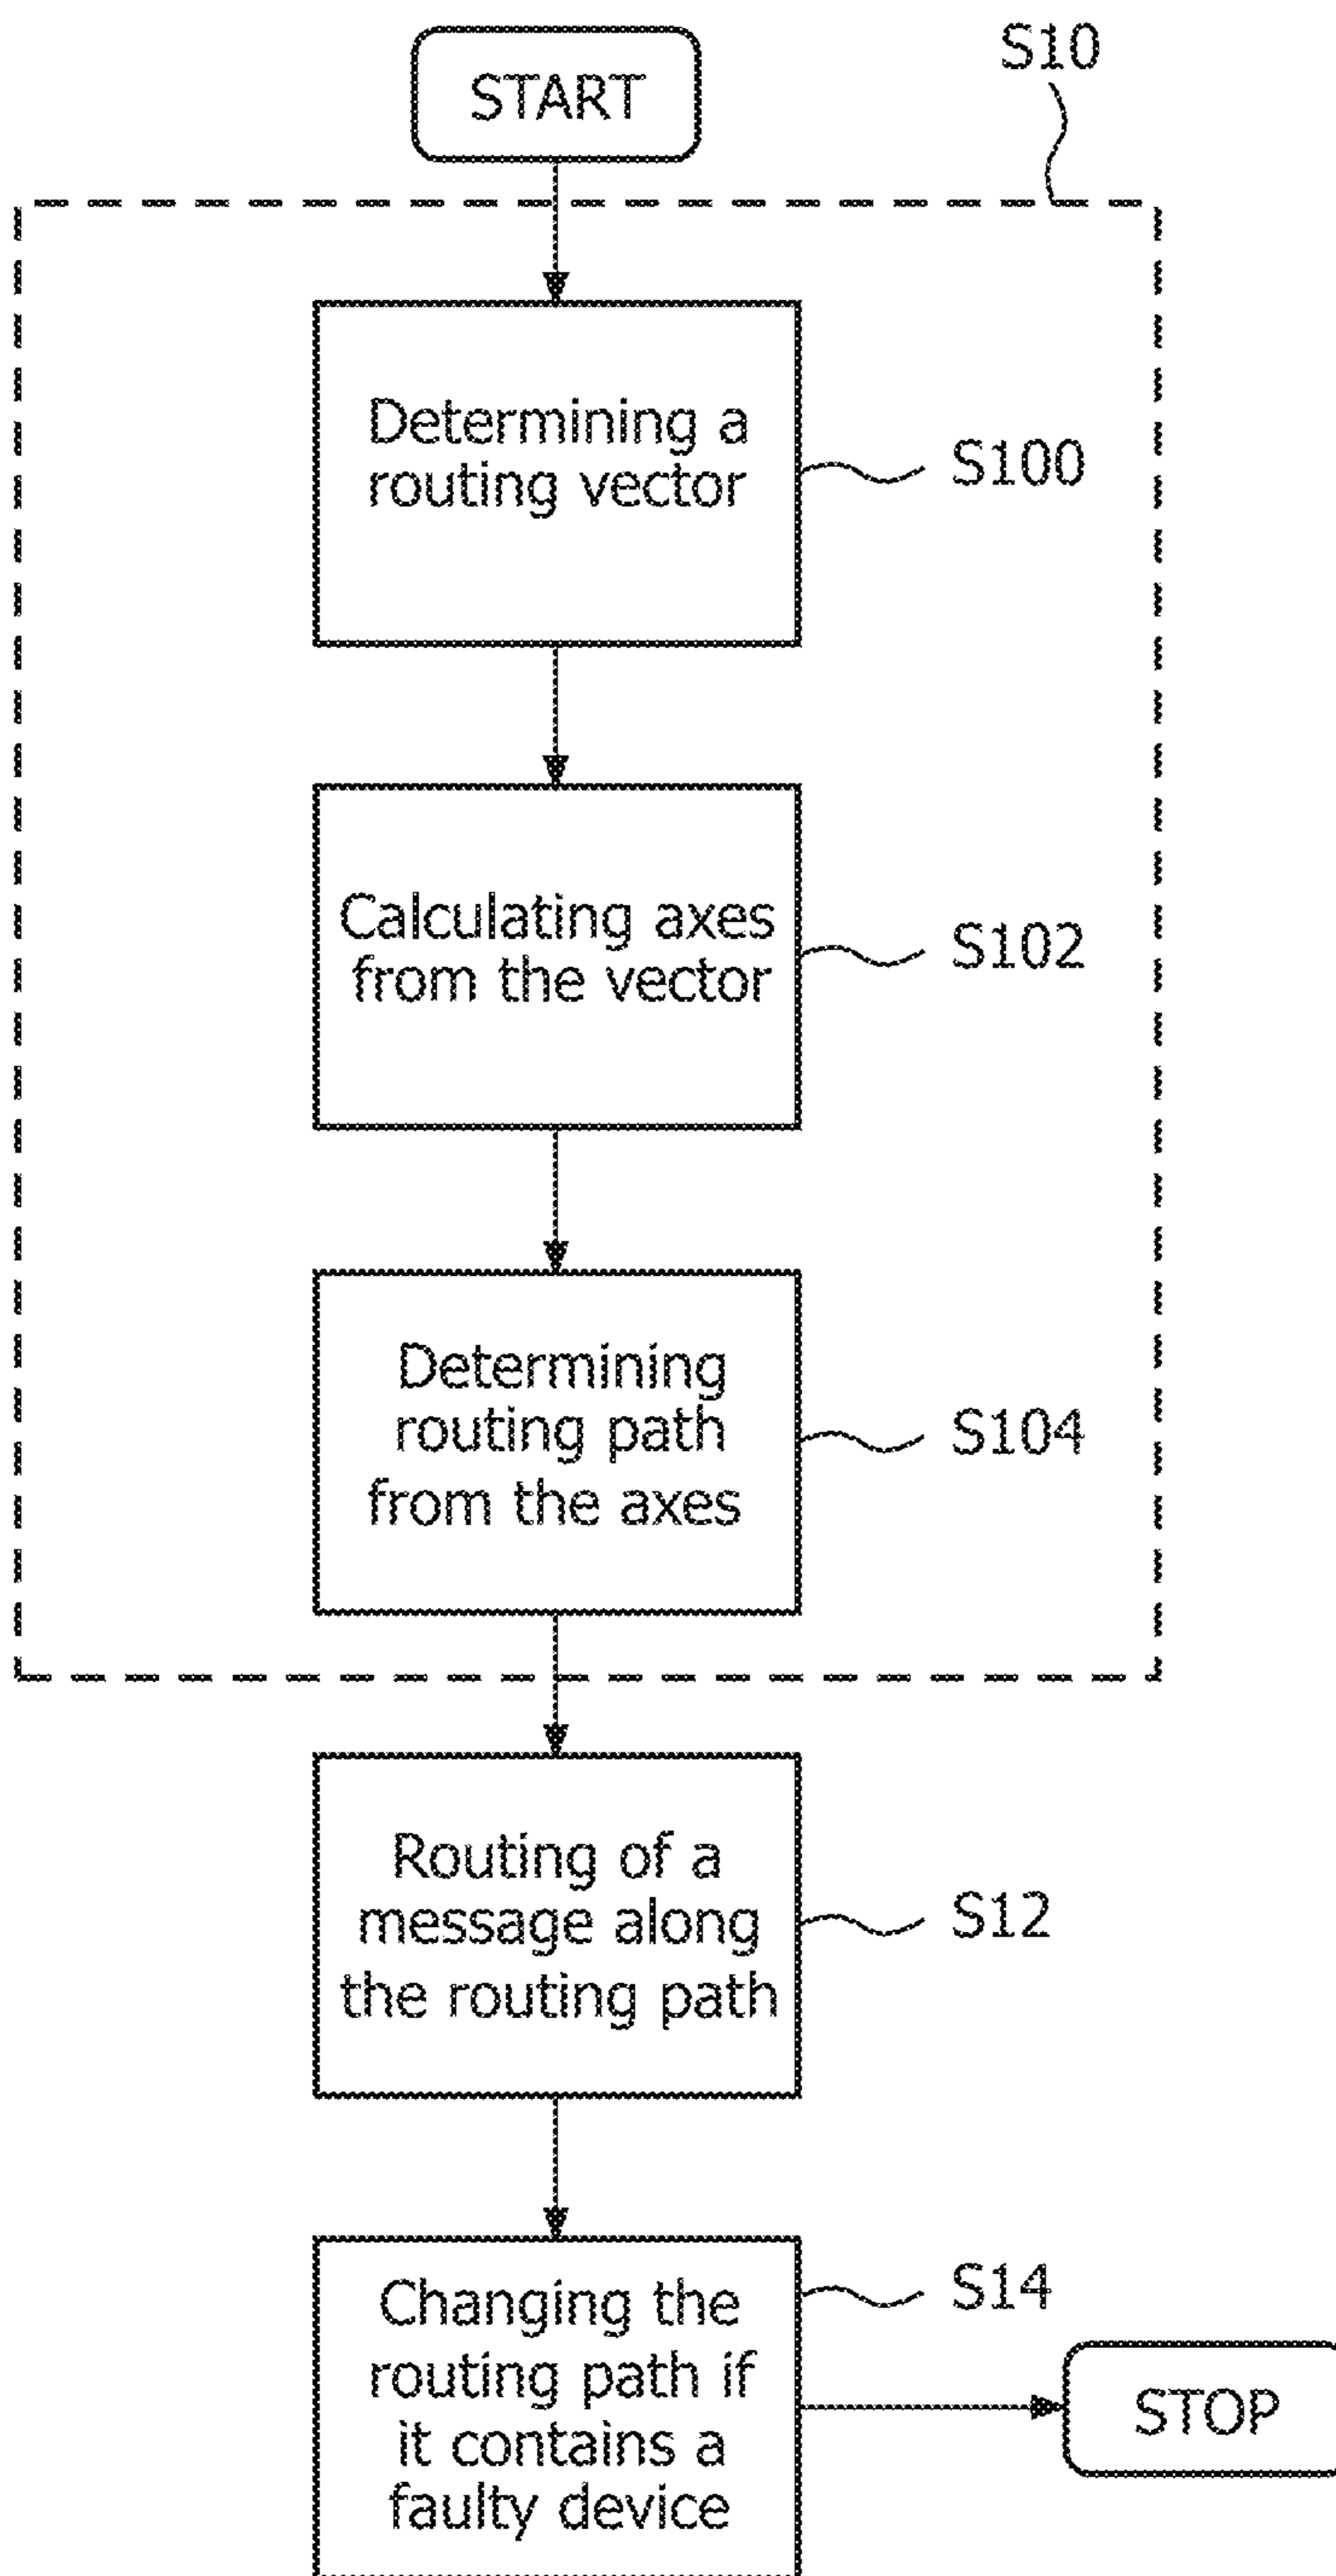 START
S10
Determining a
routing vector
S100
Calculating axes
from the vector
S102
Determining
routing path
from the axes
S104
Routing of a
message along
the routing path
S12
Changing the
routing path if
it contains a
faulty device
S14
STOP